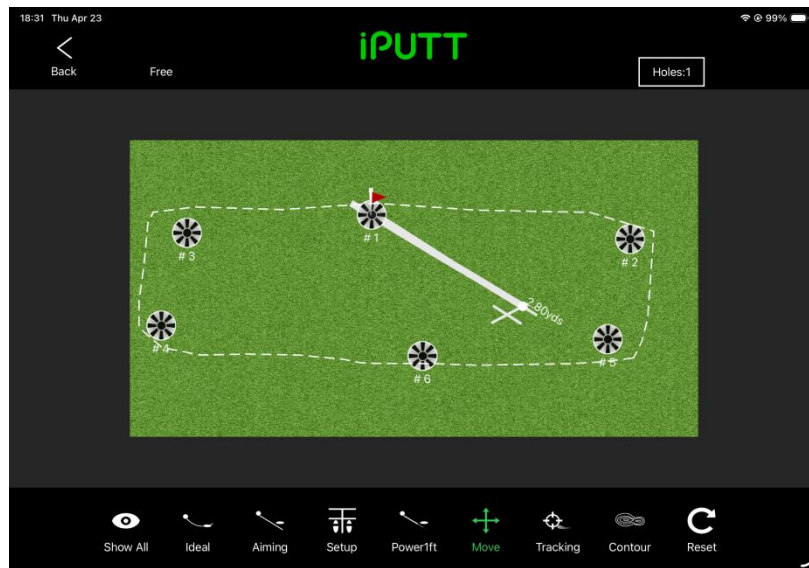 18:31 Thu Apr 23
99%
iPUTT
Back
Free
Holes:1
# 1
# 2
# 3
2.80yds
# 4
# 5
# 6
Show All
Ideal
Aiming
Setup
Power1ft
Move
Tracking
Contour
Reset